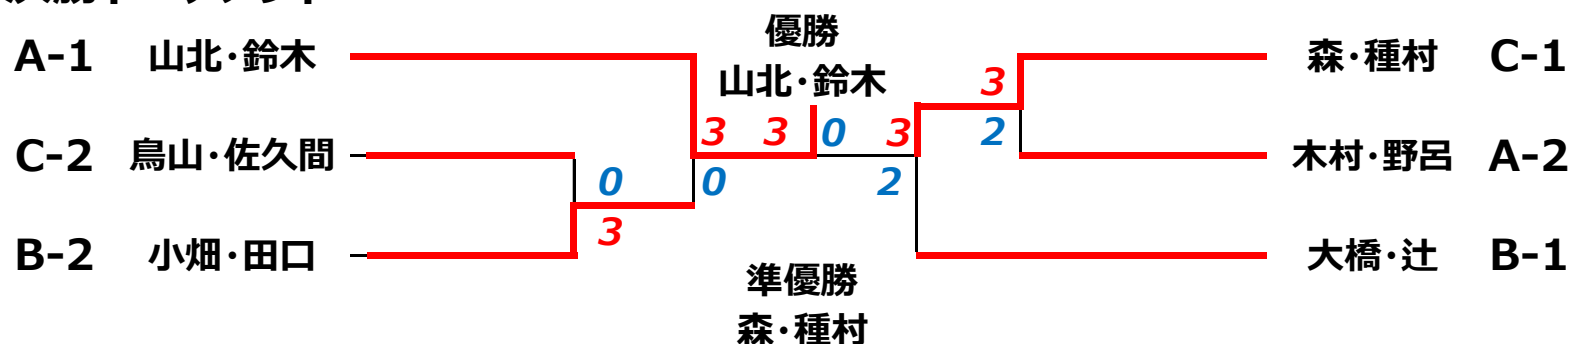 A-1 山北・鈴木
C-2 鳥山・佐久間
B-2 小畑・田口
0
3
3
0
優勝
山北・鈴木
3 0
準優勝
森・種村
3
2
3
2
森・種村 C-1
木村・野呂 A-2
大橋・辻 B-1